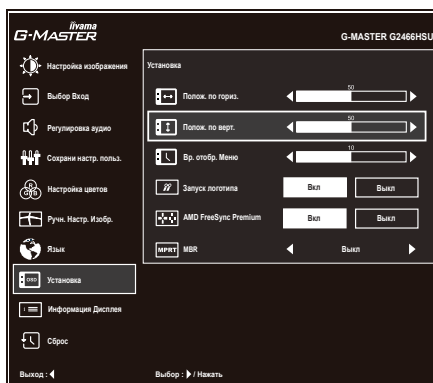 iiyama
G-MASTER
G-MASTER G2466HSU
Настройка изображения
Выбор Вход
Регулировка аудио
Сохрани настр. польз.
Настройка цветов
R G B
Ручн. Настр. Изобр.
Язык
OSD Установка
i Информация Дисплея
Сброс
Установка
Полож. по гориз. 50
Полож. по верт. 50
Вр. отобр. Меню 10
Запуск логотипа Вкл Выкл
AMD FreeSync Premium Вкл Выкл
MPRT MBR Выкл
Выход :
Выбор : / Нажать